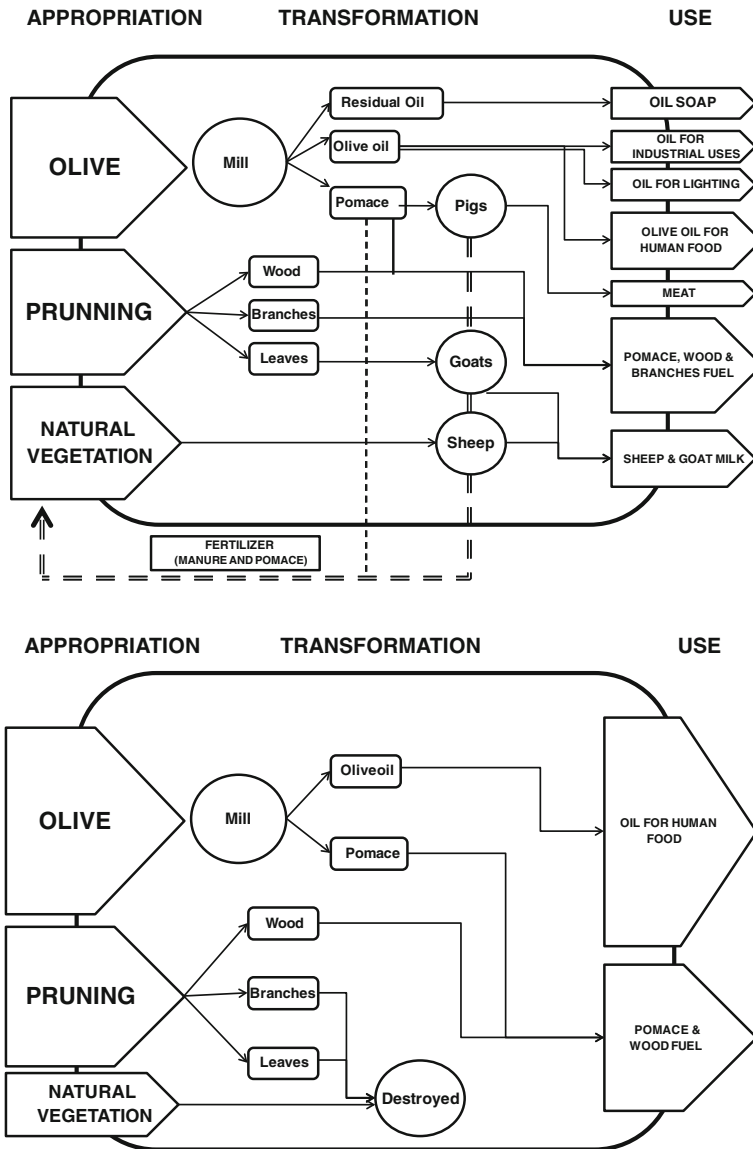 APPROPRIATION TRANSFORMATION USE
Residual Oil
OIL SOAP
OLIVE
Mill
Olive oil
OIL FOR
INDUSTRIAL USES
OIL FOR LIGHTING
Pomace
Pigs
OLIVE OIL FOR
HUMAN FOOD
Wood
MEAT
PRUNNING
Branches
Leaves
Goats
POMACE, WOOD &
BRANCHES FUEL
NATURAL
VEGETATION
Sheep
SHEEP & GOAT MILK
FERTILIZER
(MANURE AND POMACE)
APPROPRIATION TRANSFORMATION USE
Oliveoil
OLIVE
Mill
OIL FOR HUMAN
FOOD
Pomace
Wood
PRUNING
Branches
POMACE &
WOOD FUEL
Leaves
NATURAL
VEGETATION
Destroyed